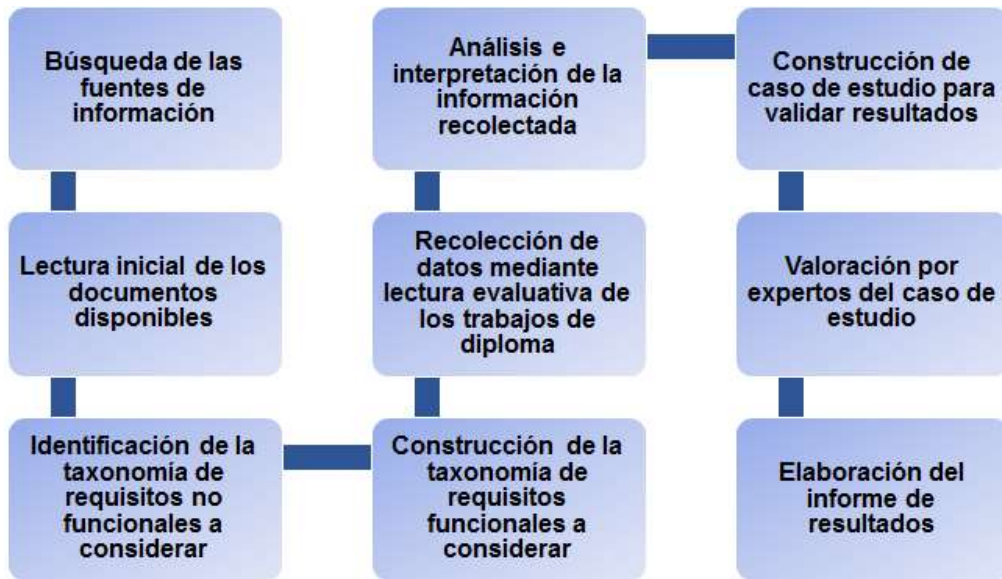 Búsqueda de las
fuentes de
información
Lectura inicial de los
documentos
disponibles
Identificación de la
taxonomía de
requisitos no
funcionales a
considerar
Construcción de la
taxonomía de
requisitos
funcionales a
considerar
Recolección de
datos mediante
lectura evaluativa de
los trabajos de
diploma
Análisis e
interpretación de la
información
recolectada
Construcción de
caso de estudio para
validar resultados
Valoración por
expertos del caso de
estudio
Elaboración del
informe de
resultados